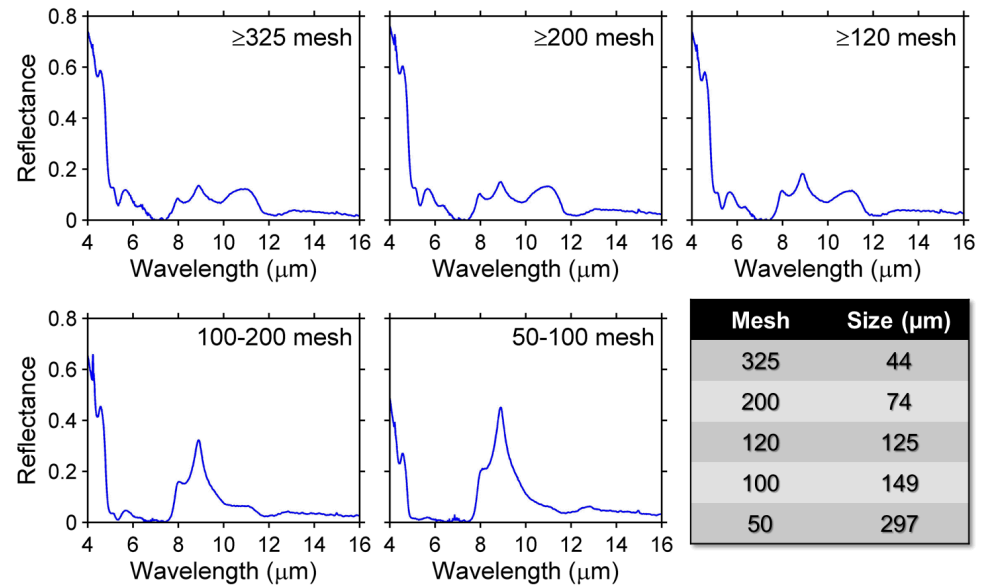 ≥325 mesh
≥200 mesh
≥120 mesh
0.8
0.6
0.4
0.2
0
Reflectance
4 6 8 10 12 14 16
4 6 8 10 12 14 16
4 6 8 10 12 14 16
Wavelength (μm)
Wavelength (μm)
Wavelength (μm)
100-200 mesh
50-100 mesh
0.8
0.6
0.4
0.2
0
Reflectance
4 6 8 10 12 14 16
4 6 8 10 12 14 16
Wavelength (μm)
Wavelength (μm)
Mesh Size (μm)
325 44
200 74
120 125
100 149
50 297